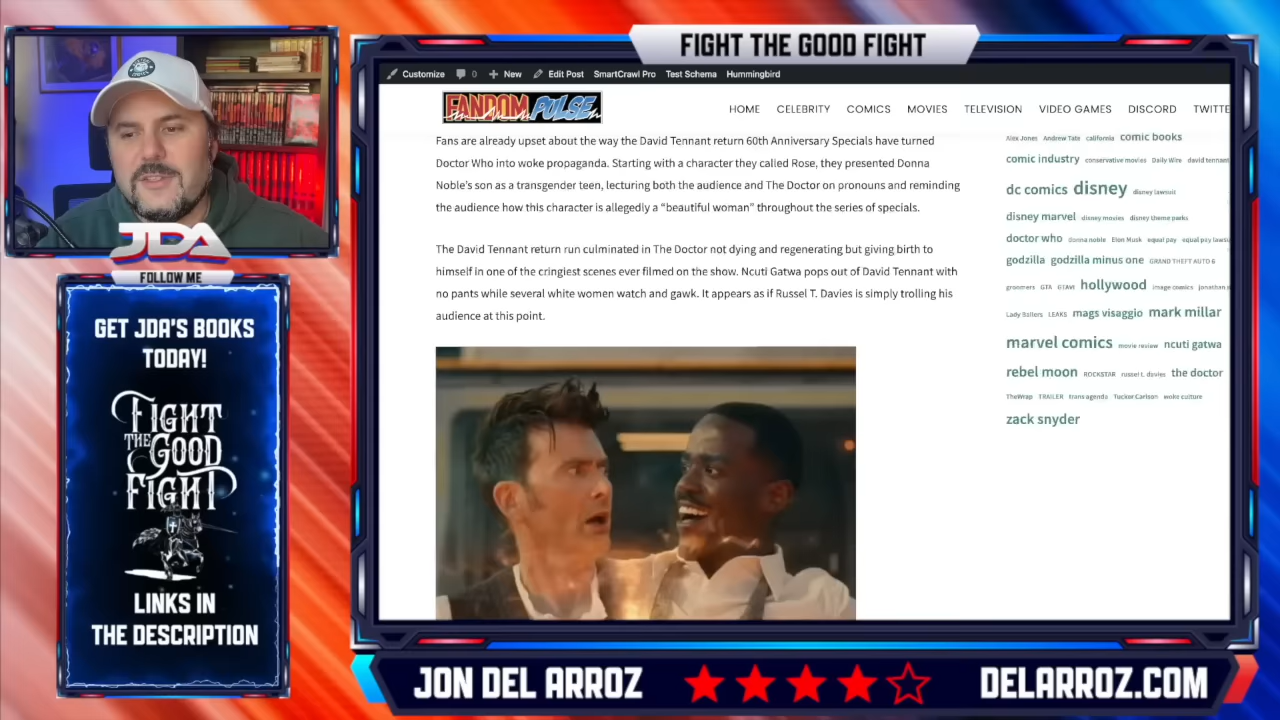 FIGHT THE GOOD FIGHT
Customize 0 New Edit Post SmartCrawl Pro Test Schema Hummingbird
FANDOM PULSE
HOME CELEBRITY COMICS MOVIES TELEVISION VIDEO GAMES DISCORD TWITTE
Fans are already upset about the way the David Tennant return 60th Anniversary Specials have turned
Doctor Who into woke propaganda. Starting with a character they called Rose, they presented Donna
Noble's son as a transgender teen, lecturing both the audience and The Doctor on pronouns and reminding
the audience how this character is allegedly a “beautiful woman” throughout the series of specials.
The David Tennant return run culminated in The Doctor not dying and regenerating but giving birth to
himself in one of the cringiest scenes ever filmed on the show. Ncuti Gatwa pops out of David Tennant with
no pants while several white women watch and gawk. It appears as if Russel T. Davies is simply trolling his
audience at this point.
Alex Jones Andrew Tate california comic books
comic industry conservative movies Daily Wire david tennant
dc comics disney disney lawsuit
disney marvel disney movies disney theme parks
doctor who donna noble Elon Musk equal pay equal pay lawsu
godzilla godzilla minus one GRAND THEFT AUTO 6
groomers GTA GTAVI hollywood image comics jonathan
Lady Ballers LEAKS mags visaggio mark millar
marvel comics movie review ncuti gatwa
rebel moon ROCKSTAR russel t. davies the doctor
TheWrap TRAILER trans agenda Tucker Carlson woke culture
zack snyder
JDA
FOLLOW ME
GET JDA'S BOOKS
TODAY!
FIGHT
THE GOOD
FIGHT
LINKS IN
THE DESCRIPTION
JON DEL ARROZ
DELARROZ.COM